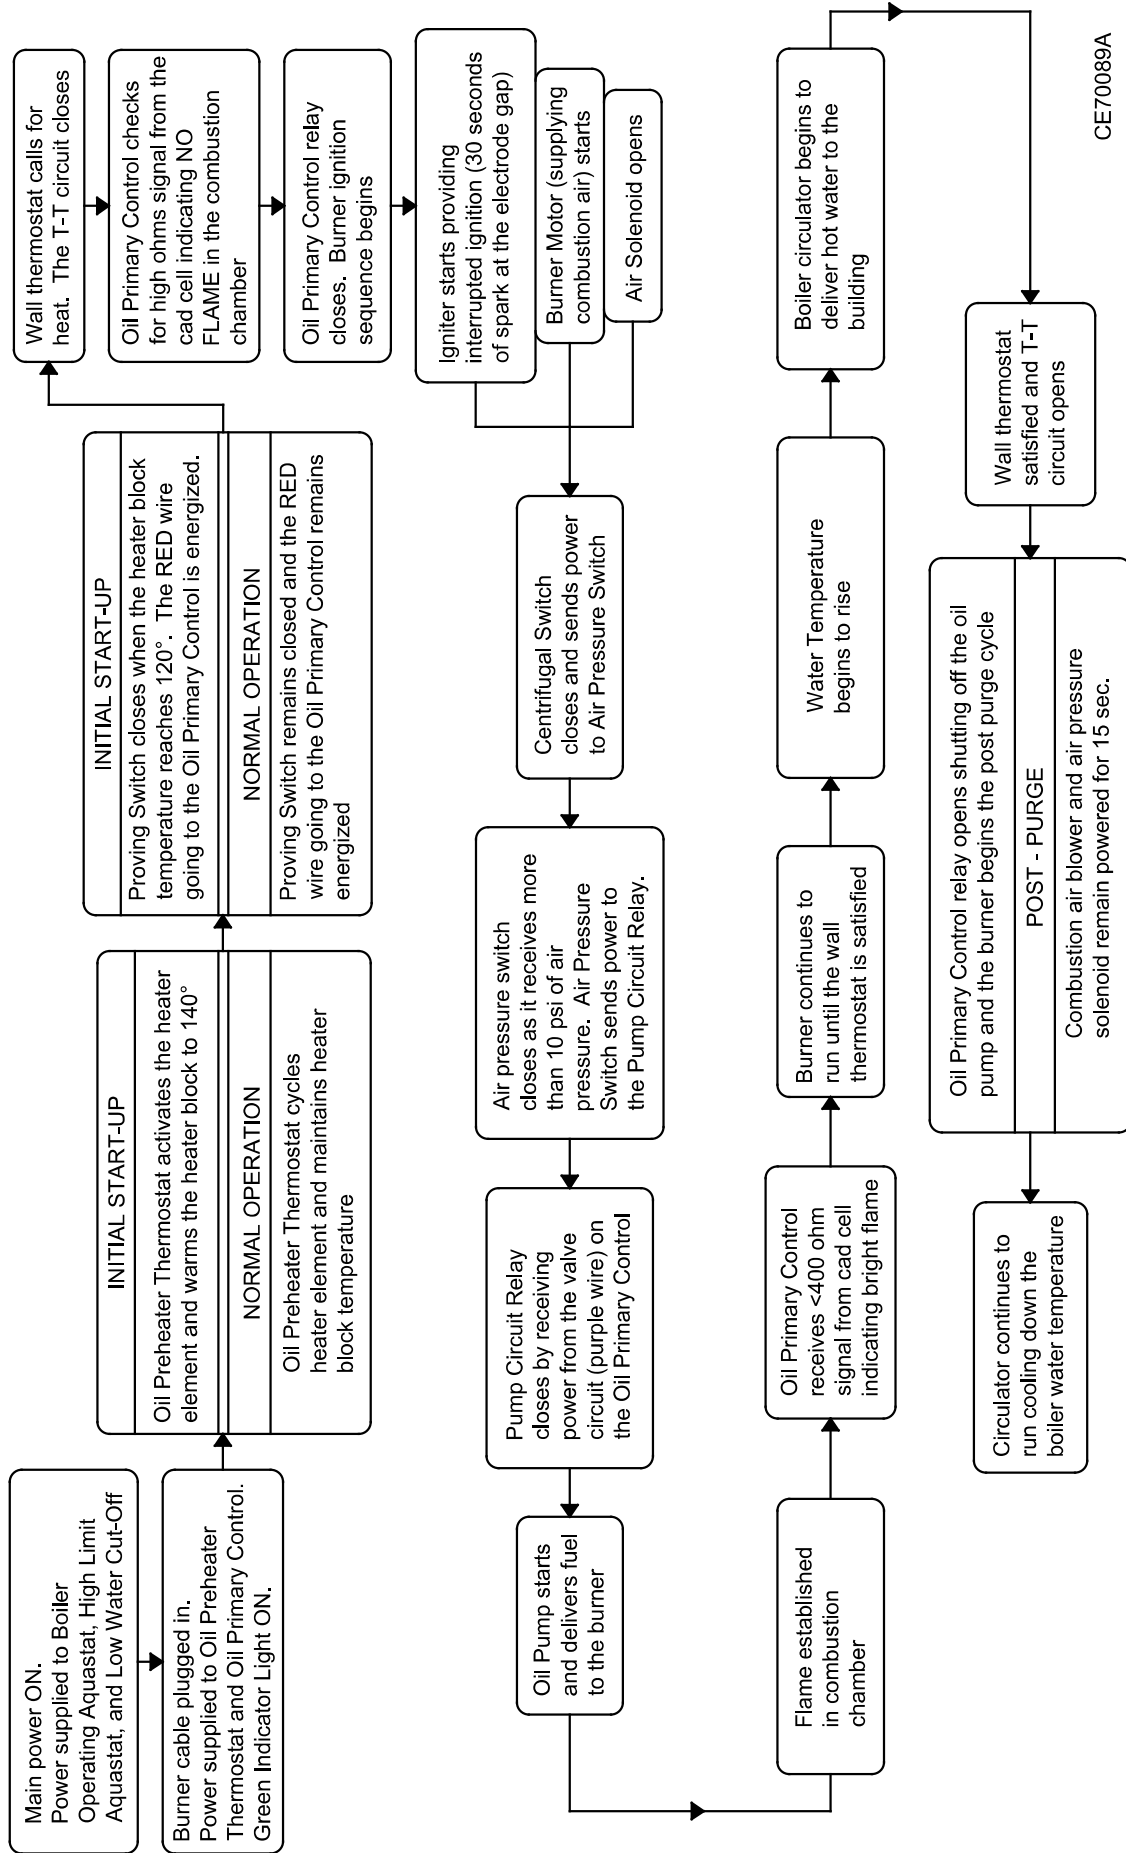 Main power ON.
Power supplied to Boiler
Operating Aquastat, High Limit
Aquastat, and Low Water Cut-Off
Burner cable plugged in.
Power supplied to Oil Preheater
Thermostat and Oil Primary Control.
Green Indicator Light ON.
INITIAL START-UP
Oil Preheater Thermostat activates the heater
element and warms the heater block to 140°
NORMAL OPERATION
Oil Preheater Thermostat cycles
heater element and maintains heater
block temperature
INITIAL START-UP
Proving Switch closes when the heater block
temperature reaches 120°. The RED wire
going to the Oil Primary Control is energized.
NORMAL OPERATION
Proving Switch remains closed and the RED
wire going to the Oil Primary Control remains
energized
Wall thermostat calls for
heat. The T-T circuit closes
Oil Primary Control checks
for high ohms signal from the
cad cell indicating NO
FLAME in the combustion
chamber
Oil Primary Control relay
closes. Burner ignition
sequence begins
Igniter starts providing
interrupted ignition (30 seconds
of spark at the electrode gap)
Burner Motor (supplying
combustion air) starts
Air Solenoid opens
Centrifugal Switch
closes and sends power
to Air Pressure Switch
Air pressure switch
closes as it receives more
than 10 psi of air
pressure. Air Pressure
Switch sends power to
the Pump Circuit Relay.
Pump Circuit Relay
closes by receiving
power from the valve
circuit (purple wire) on
the Oil Primary Control
Oil Pump starts
and delivers fuel
to the burner
Flame established
in combustion
chamber
Oil Primary Control
receives <400 ohm
signal from cad cell
indicating bright flame
Burner continues to
run until the wall
thermostat is satisfied
Water Temperature
begins to rise
Boiler circulator begins to
deliver hot water to the
building
Wall thermostat
satisfied and T-T
circuit opens
Oil Primary Control relay opens shutting off the oil
pump and the burner begins the post purge cycle
POST - PURGE
Combustion air blower and air pressure
solenoid remain powered for 15 sec.
Circulator continues to
run cooling down the
boiler water temperature
CE70089A